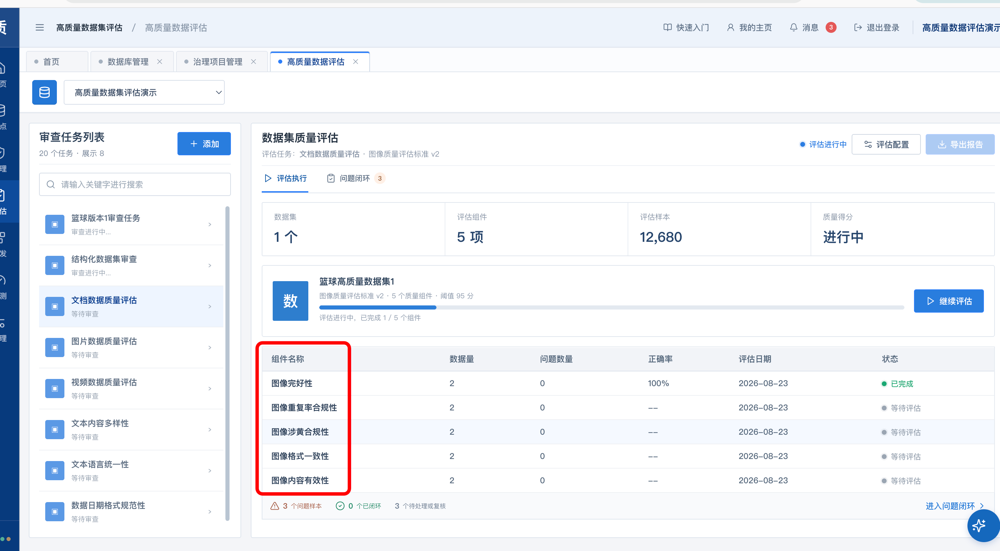 质
高质量数据集评估 / 高质量数据评估
快速入门
我的主页
消息 3
退出登录
高质量数据评估演示
页
点
理
估
发
测
理
首页
数据库管理
治理项目管理
高质量数据评估
高质量数据集评估演示
审查任务列表
20 个任务 · 展示 8
+ 添加
请输入关键字进行搜索
篮球版本1审查任务
审查进行中...
结构化数据集审查
审查进行中...
文档数据质量评估
等待审查
图片数据质量评估
等待审查
视频数据质量评估
等待审查
文本内容多样性
等待审查
文本语言统一性
等待审查
数据日期格式规范性
等待审查
数据集质量评估
评估任务：文档数据质量评估 · 图像质量评估标准 v2
评估进行中
评估配置
导出报告
评估执行
问题闭环 3
数据集
1 个
评估组件
5 项
评估样本
12,680
质量得分
进行中
数
篮球高质量数据集1
图像质量评估标准 v2 · 5 个质量组件 · 阈值 95 分
评估进行中，已完成 1 / 5 个组件
继续评估
组件名称 数据量 问题数量 正确率 评估日期 状态
图像完好性 2 0 100% 2026-08-23 已完成
图像重复率合规性 2 0 -- 2026-08-23 等待评估
图像涉黄合规性 2 0 -- 2026-08-23 等待评估
图像格式一致性 2 0 -- 2026-08-23 等待评估
图像内容有效性 2 0 -- 2026-08-23 等待评估
3 个问题样本 0 个已闭环 3 个待处理或复核
进入问题闭环